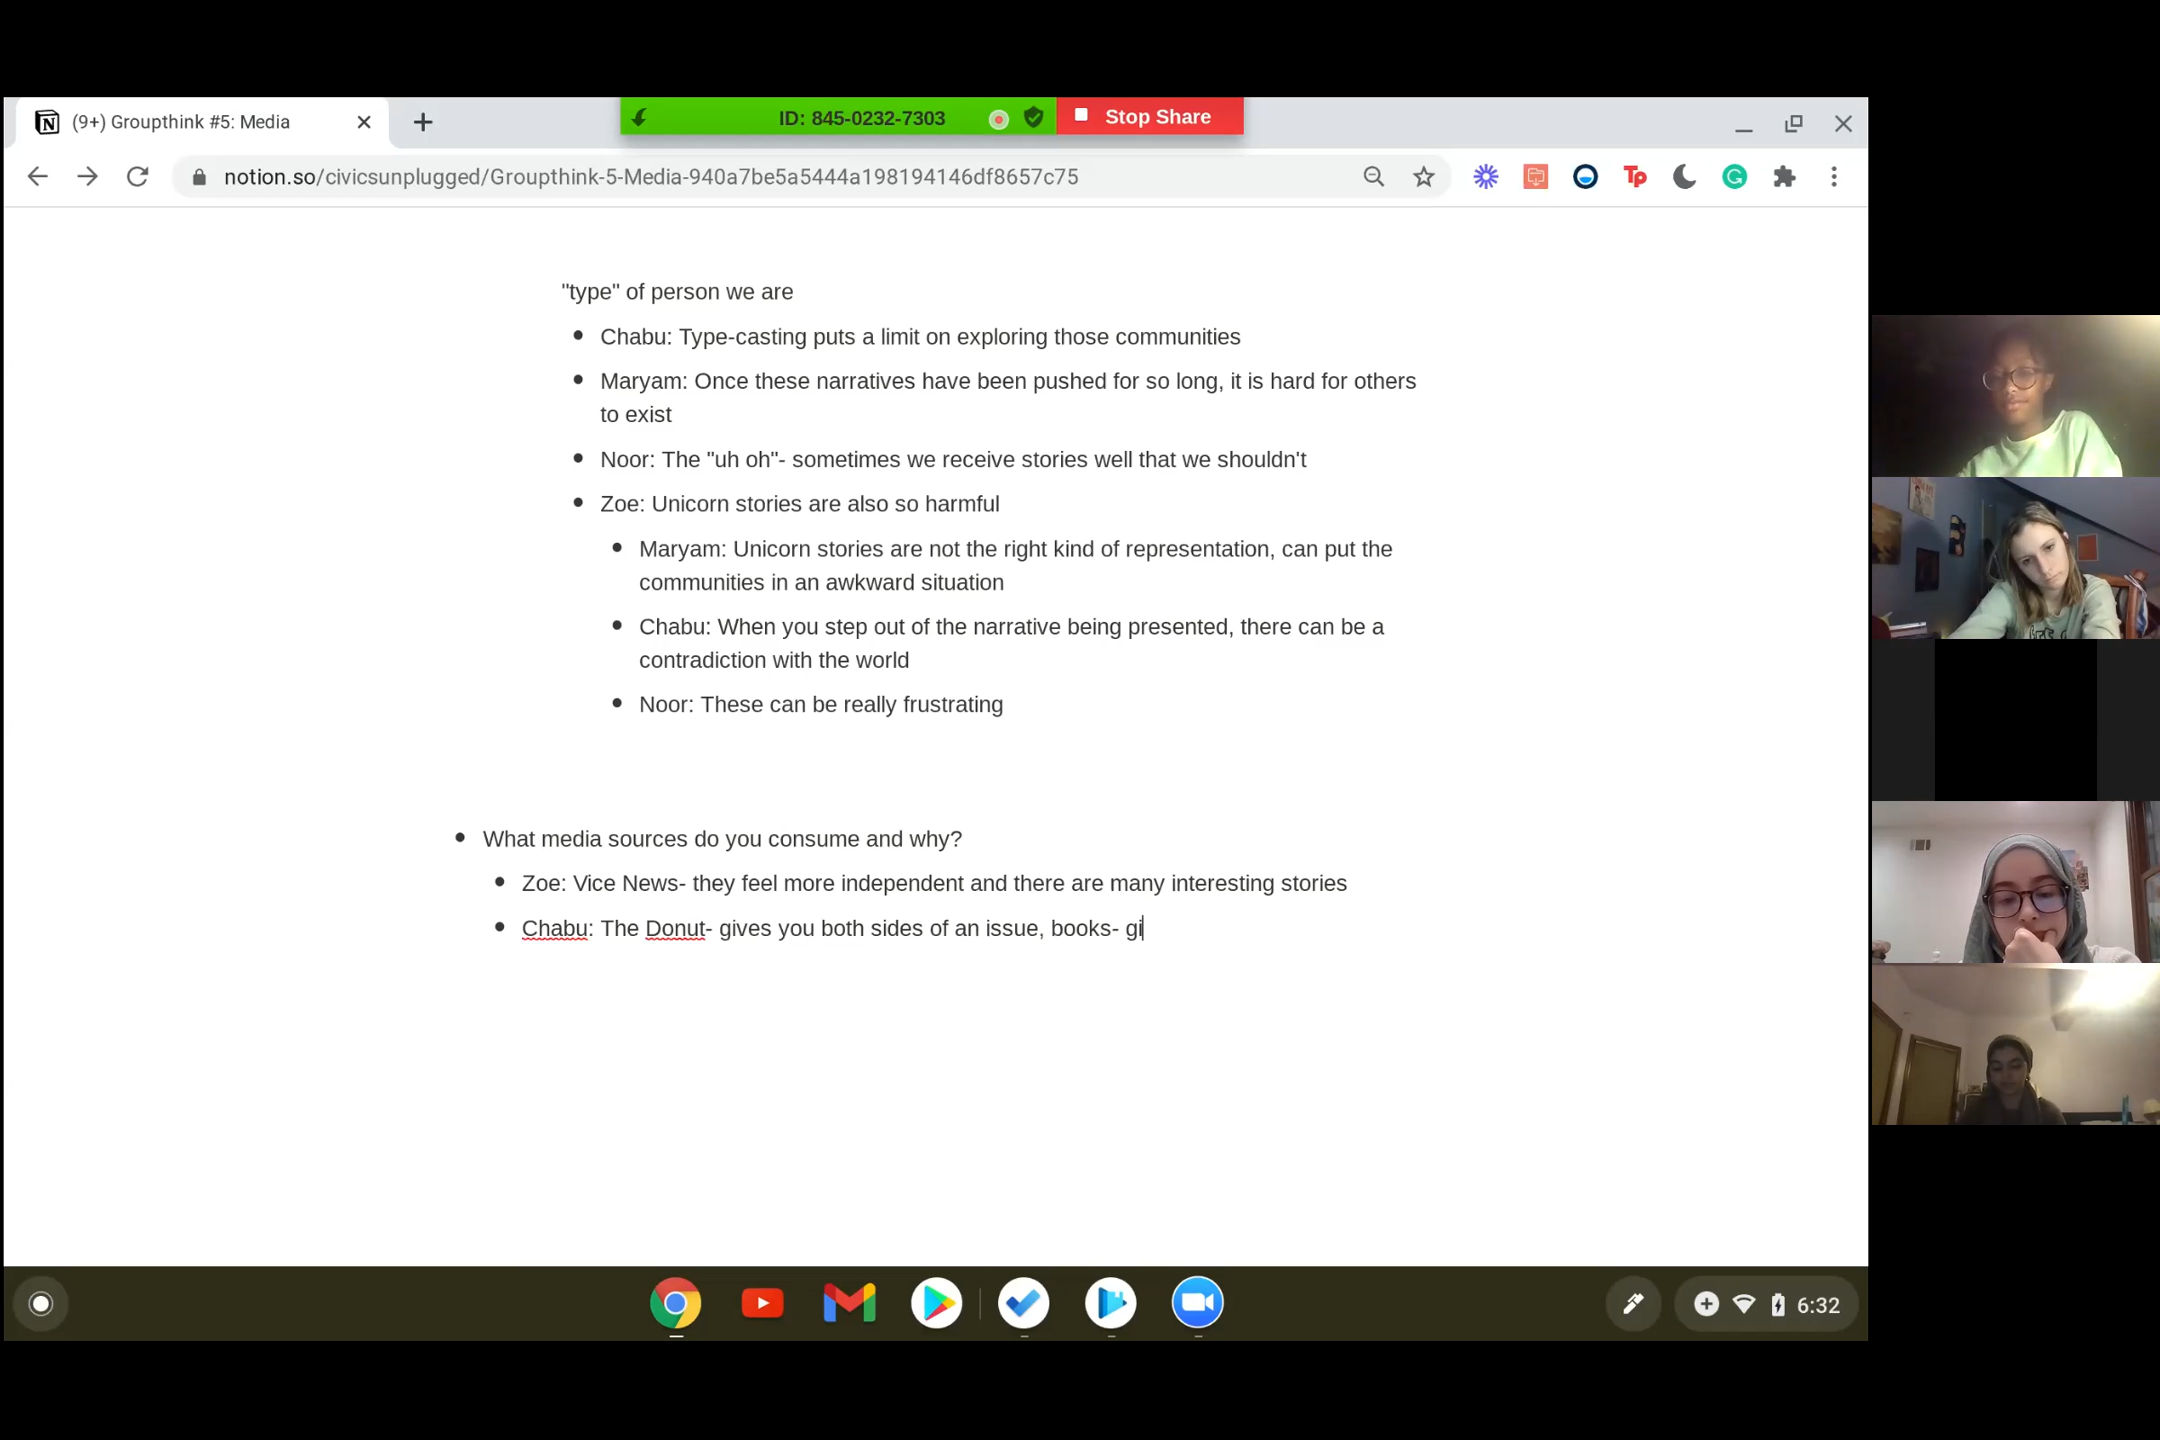 (9+) Groupthink #5: Media
ID: 845-0232-7303
Stop Share
notion.so/civicsunplugged/Groupthink-5-Media-940a7be5a5444a198194146df8657c75
Tp
"type" of person we are
Chabu: Type-casting puts a limit on exploring those communities
Maryam: Once these narratives have been pushed for so long, it is hard for others
to exist
Noor: The "uh oh"- sometimes we receive stories well that we shouldn't
Zoe: Unicorn stories are also so harmful
Maryam: Unicorn stories are not the right kind of representation, can put the
communities in an awkward situation
Chabu: When you step out of the narrative being presented, there can be a
contradiction with the world
Noor: These can be really frustrating
What media sources do you consume and why?
Zoe: Vice News- they feel more independent and there are many interesting stories
Chabu: The Donut- gives you both sides of an issue, books- gi
6:32